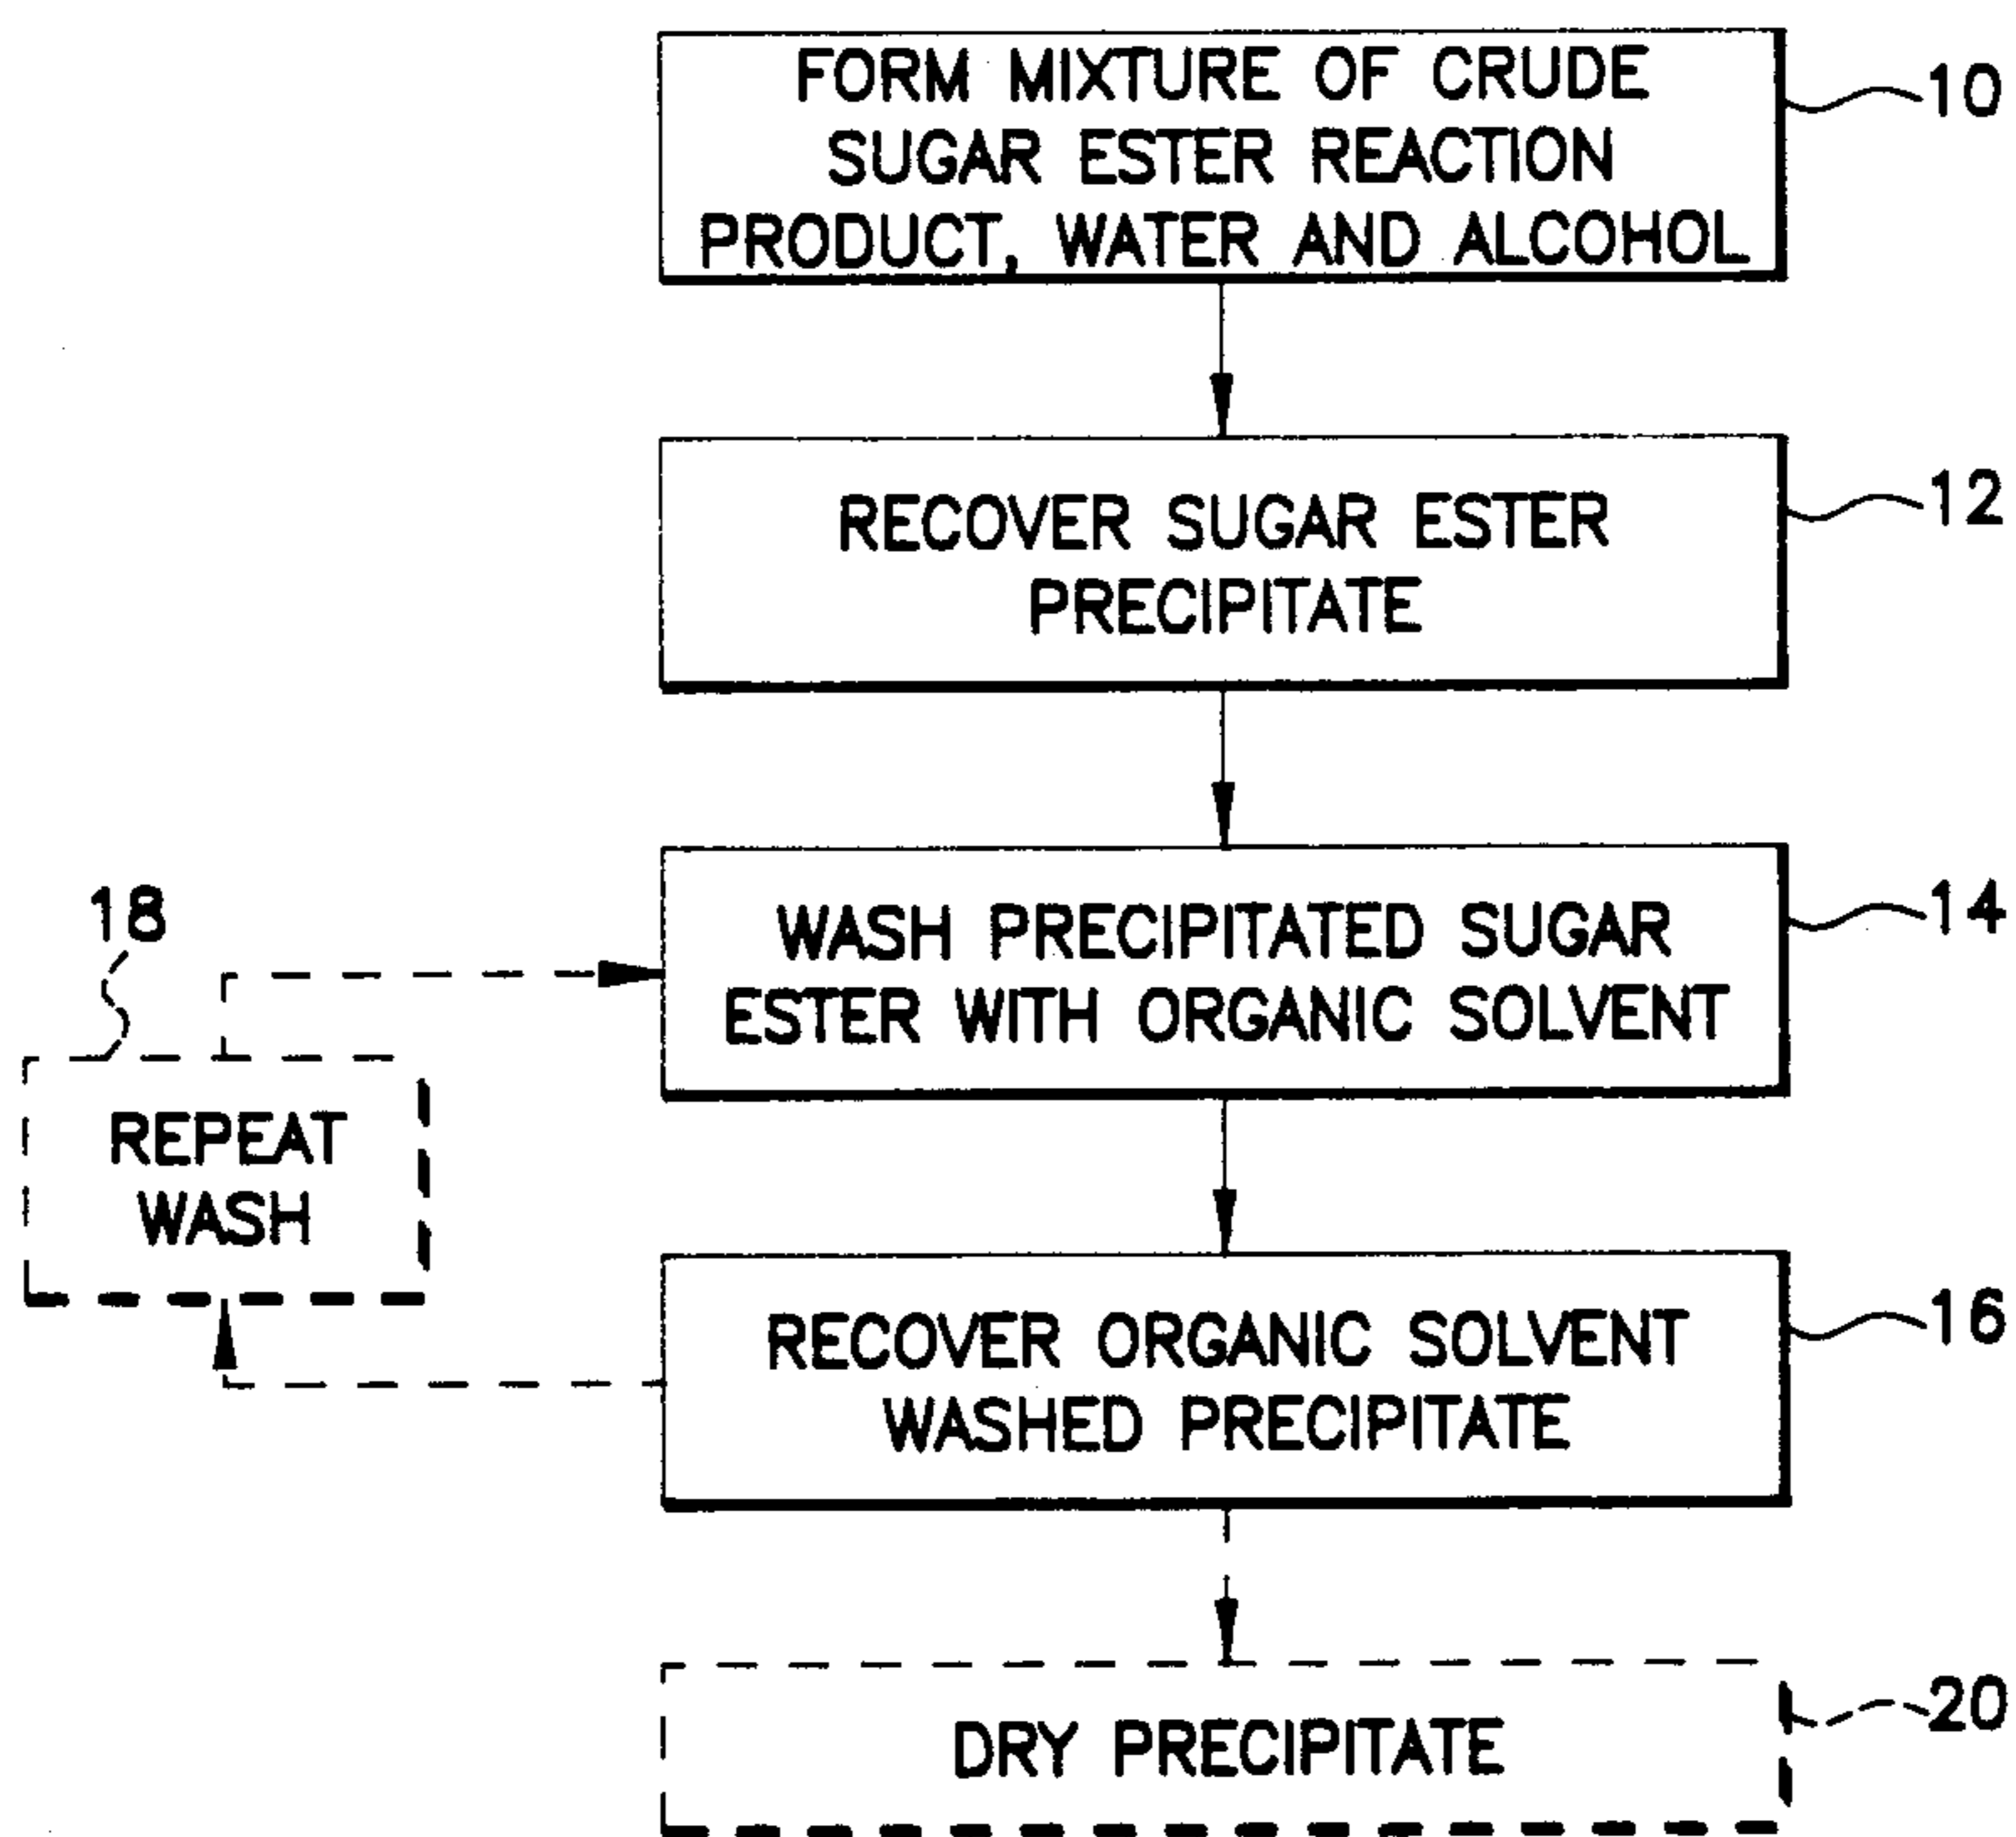 FORM MIXTURE OF CRUDE
SUGAR ESTER REACTION
PRODUCT, WATER AND ALCOHOL
10
RECOVER SUGAR ESTER
PRECIPITATE
12
WASH PRECIPITATED SUGAR
ESTER WITH ORGANIC SOLVENT
14
18
REPEAT
WASH
RECOVER ORGANIC SOLVENT
WASHED PRECIPITATE
16
DRY PRECIPITATE
20